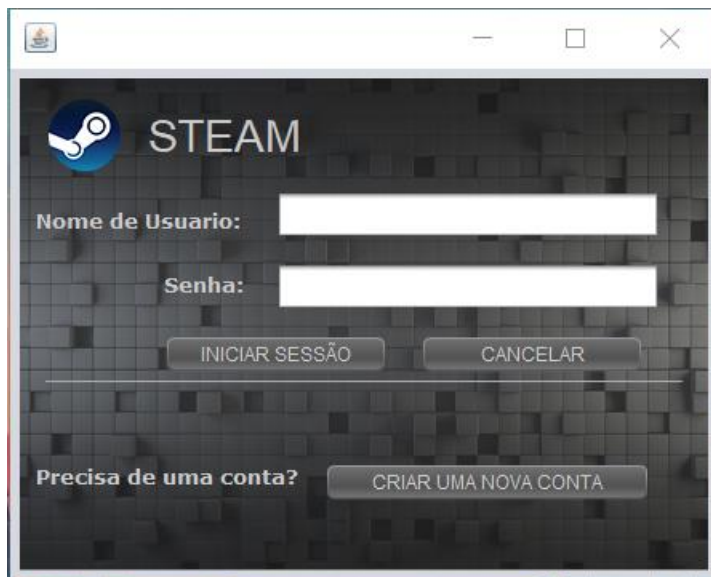 STEAM
Nome de Usuario:
Senha:
INICIAR SESSÃO CANCELAR
Precisa de uma conta? CRIAR UMA NOVA CONTA